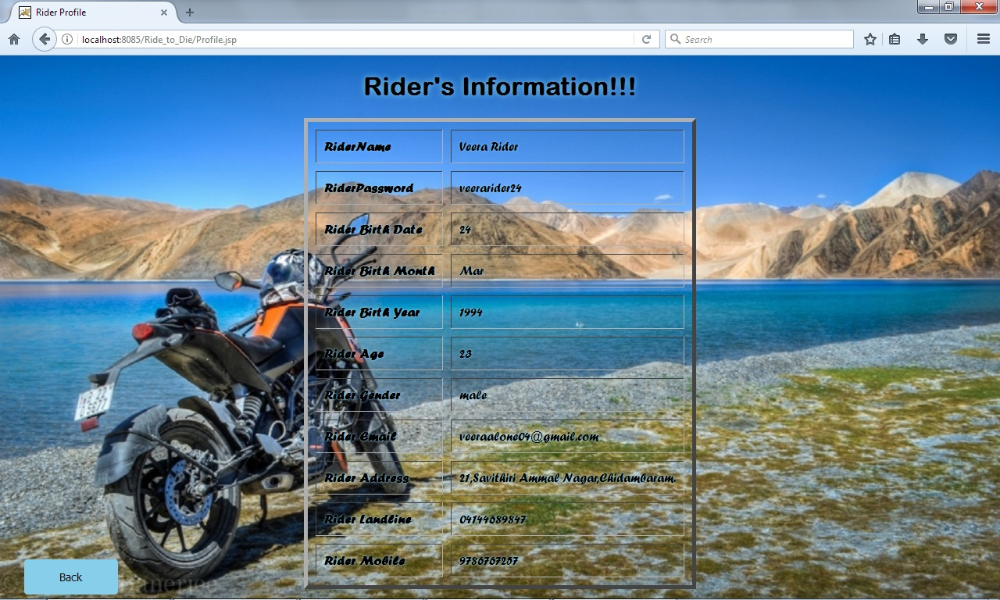 Rider Profile
localhost:8085/Ride_to_Die/Profile.jsp
Search
Rider's Information!!!
RiderName Veera Rider
RiderPassword veerarider24
Rider Birth Date 24
Rider Birth Month Mar
Rider Birth Year 1994
Rider Age 23
Rider Gender male
Rider Email veeraalone04@gmail.com
Rider Address 21,Savithiri Ammal Nagar,Chidambaram.
Rider Landline 04144689847
Rider Mobile 9786767257
Back